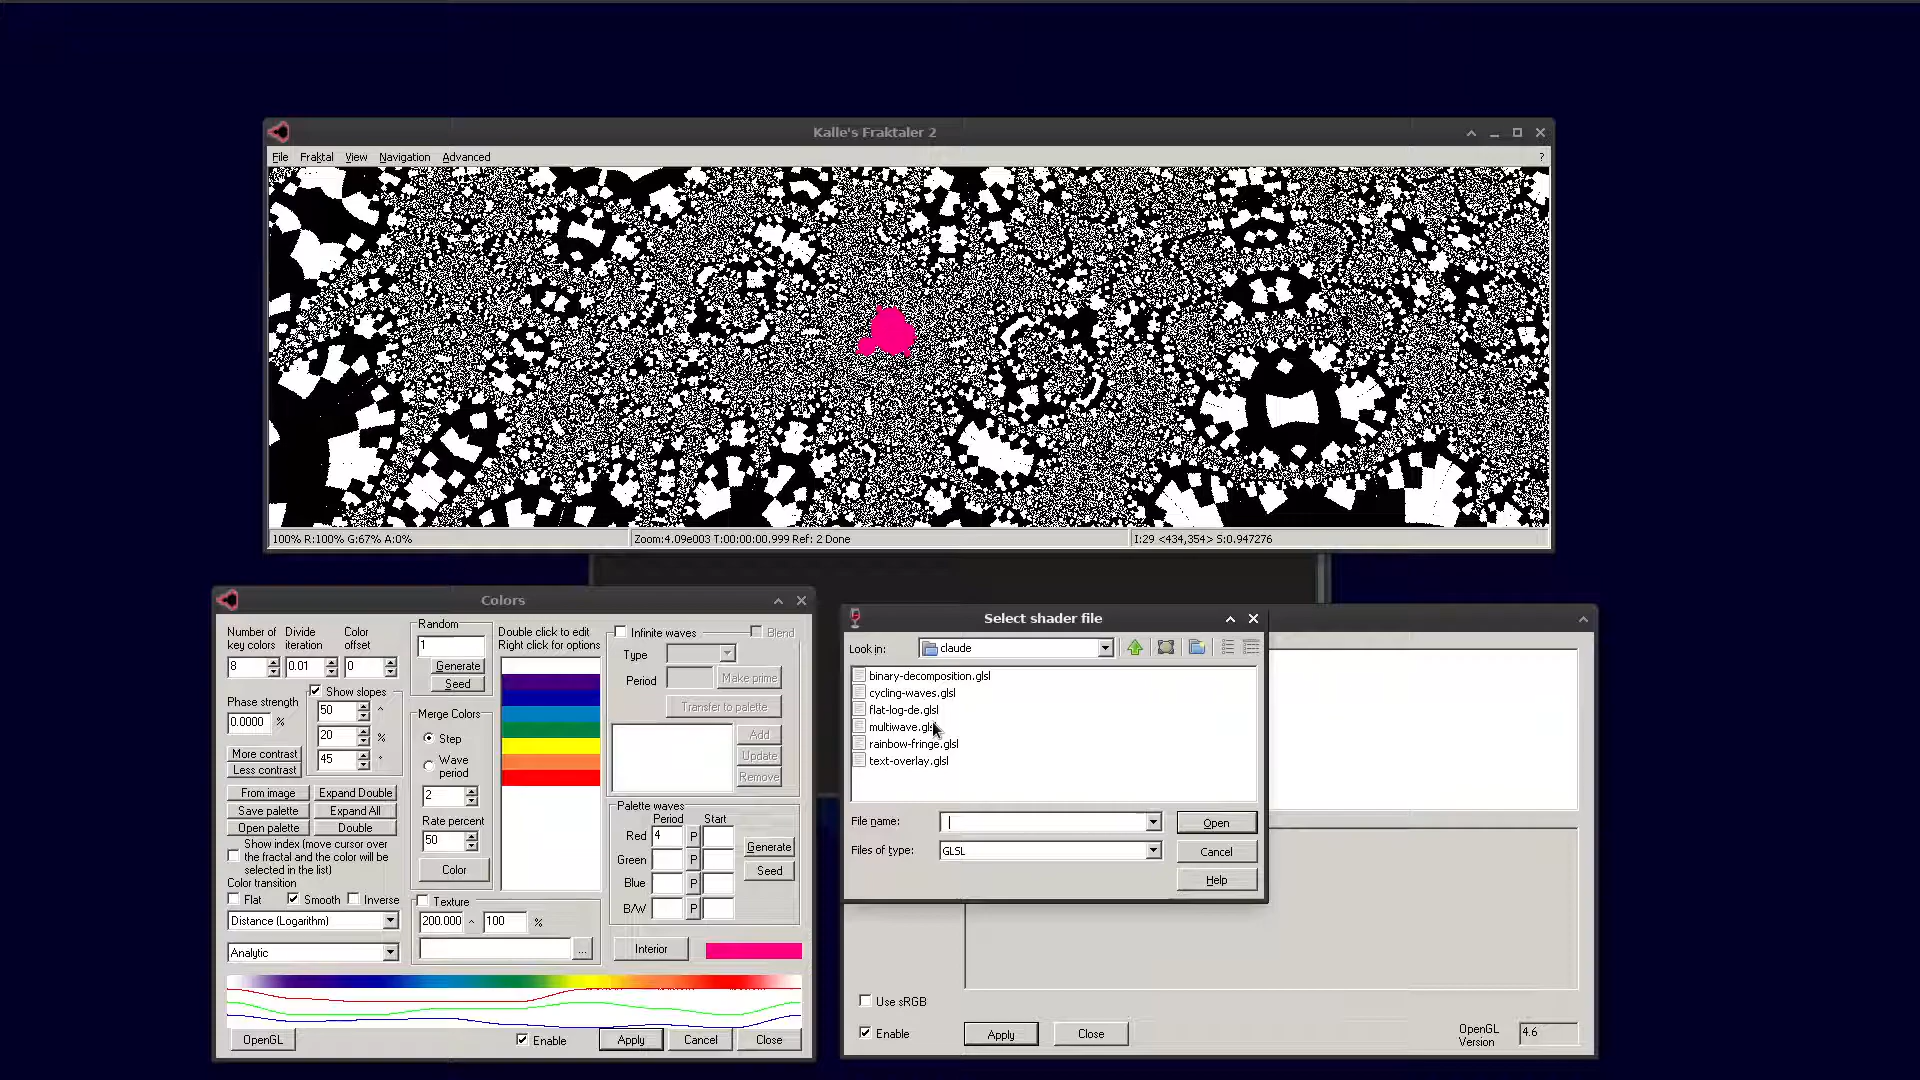 Kalle's Fraktaler 2
File Fraktal View Navigation Advanced ?
100% R:100% G:67% A:0% Zoom:4.09e003 T:00:00:00.999 Ref: 2 Done I:29 <434,354> S:0.947276
Colors
Number of key colors
8
Divide iteration
0.01
Color offset
0
Random
1
Generate
Seed
Double click to edit
Right click for options
Infinite waves Blend
Type
Period Make prime
Transfer to palette
Add
Update
Remove
Phase strength
0.0000 %
Show slopes
50 ^
20 %
45 °
More contrast
Less contrast
Merge Colors
Step
Wave period
2
Rate percent
50
Color
From image Expand Double
Save palette Expand All
Open palette Double
Show index (move cursor over
the fractal and the color will be
selected in the list)
Color transition
Flat Smooth Inverse
Distance (Logarithm)
Analytic
Texture
200.000 ^ 100 %
...
Palette waves
Period Start
Red 4 P
Green P
Blue P
B/W P
Generate
Seed
Interior
OpenGL Enable Apply Cancel Close
Select shader file
Look in: claude
binary-decomposition.glsl
cycling-waves.glsl
flat-log-de.glsl
multiwave.glsl
rainbow-fringe.glsl
text-overlay.glsl
File name: Open
Files of type: GLSL Cancel
Help
Use sRGB
Enable Apply Close
OpenGL Version 4.6